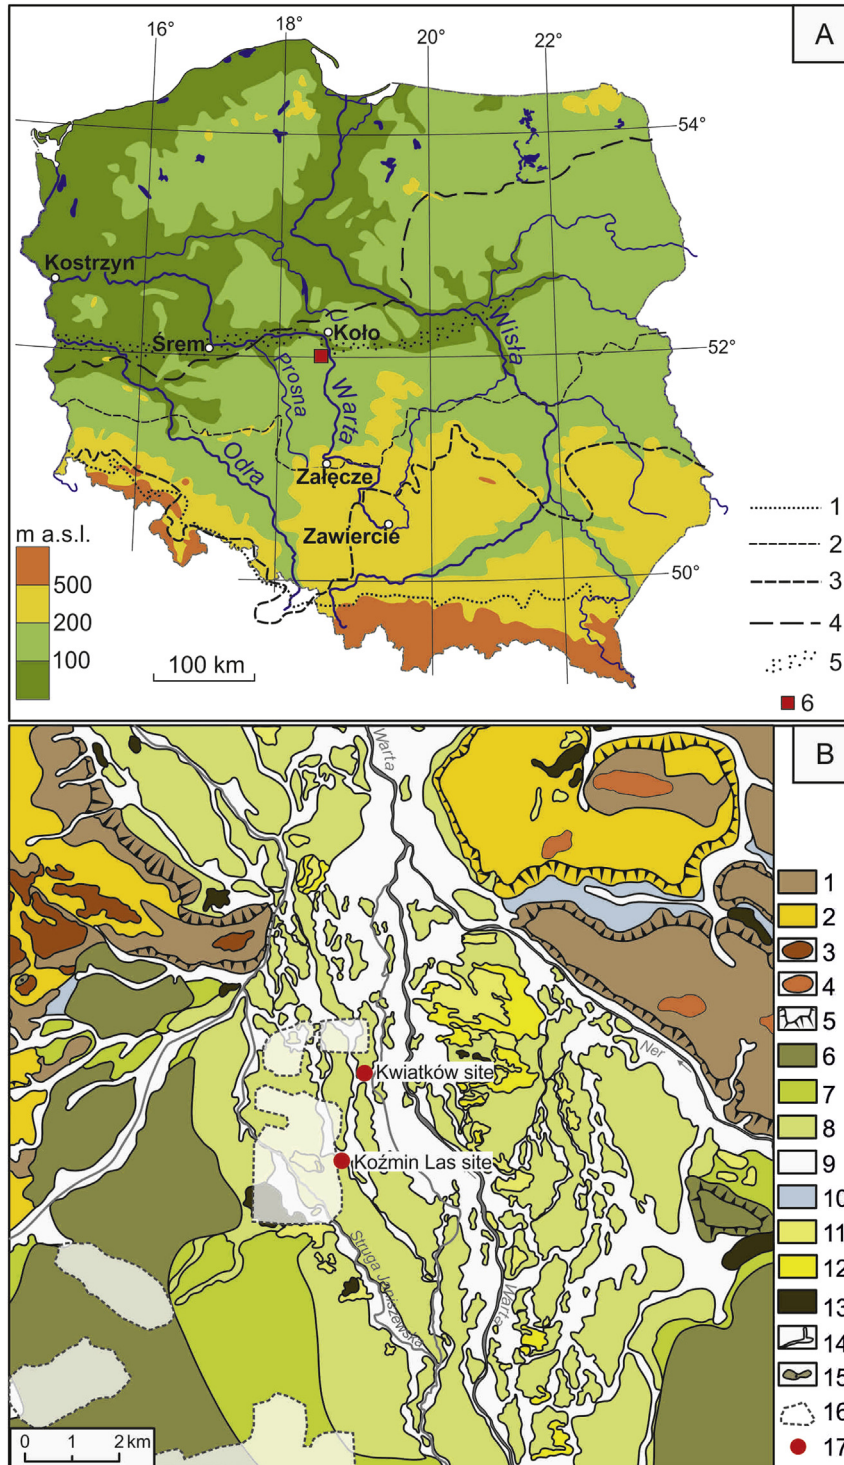 A
16°
18°
20°
22°
54°
Kostrzyn
Koło
Śrem
52°
Wisła
Prosna
Warta
Odra
Załęcze
Zawiercie
50°
m a.s.l.
500
200
100
100 km
1
2
3
4
5
6
B
Warta
Ner
Kwiatków site
Koźmin Las site
Struga Janiszewska
Warta
0 1 2 km
1
2
3
4
5
6
7
8
9
10
11
12
13
14
15
16
17